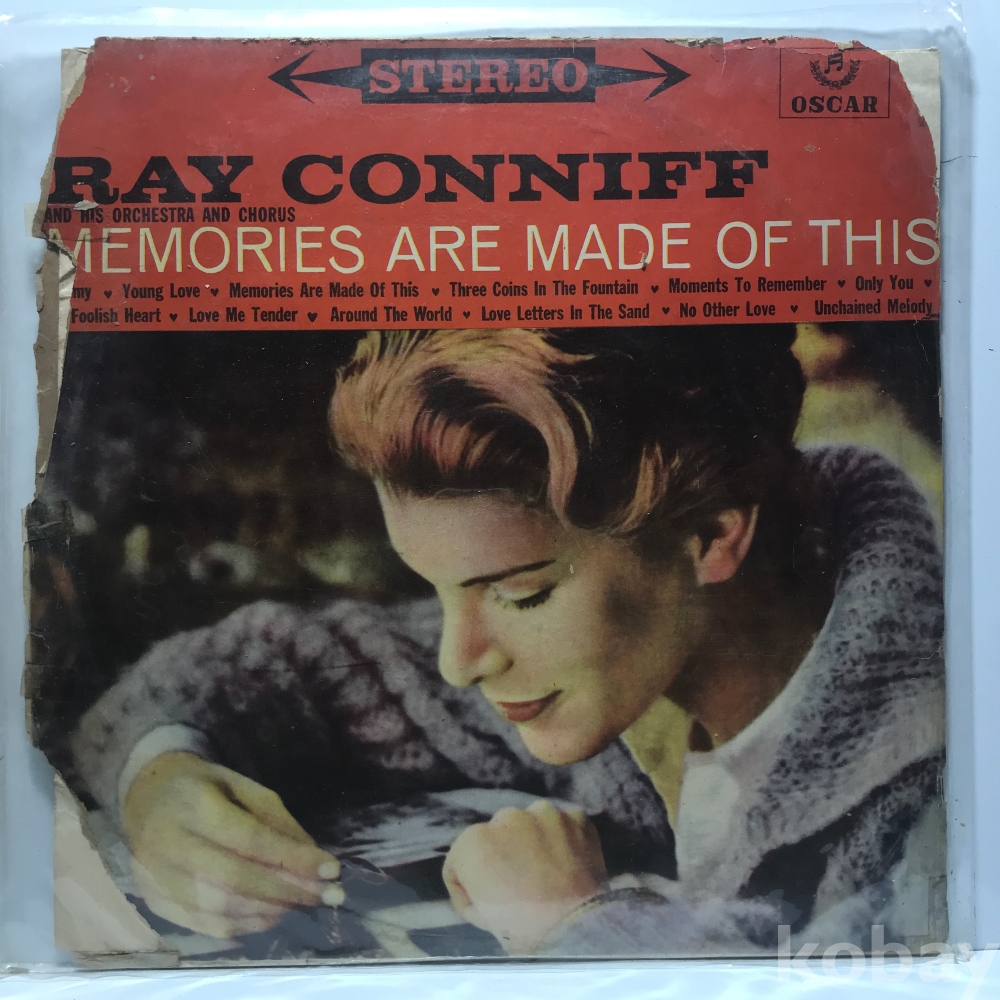 STEREO
OSCAR
RAY CONNIFF
AND HIS ORCHESTRA AND CHORUS
MEMORIES ARE MADE OF THIS
my ♥ Young Love ♥ Memories Are Made Of This ♥ Three Coins In The Fountain ♥ Moments To Remember ♥ Only You ♥
Foolish Heart ♥ Love Me Tender ♥ Around The World ♥ Love Letters In The Sand ♥ No Other Love ♥ Unchained Melody
kobay